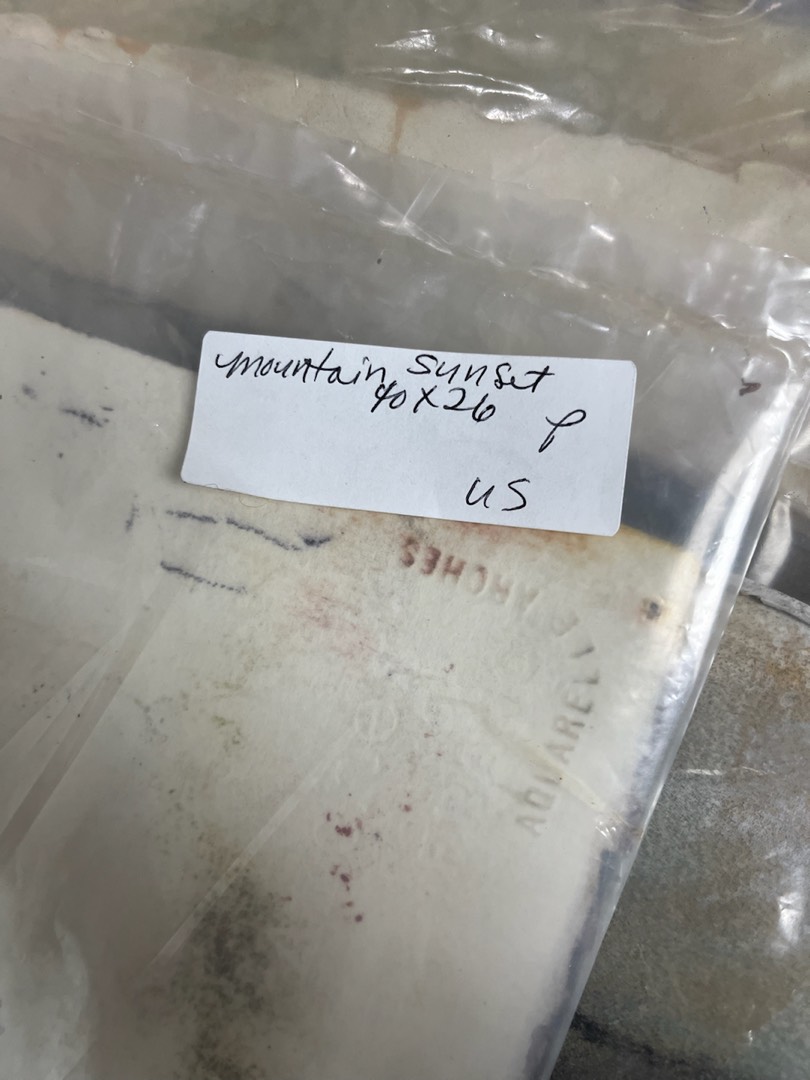 mountain sunset
40x26 P
US
ARCHES
AQUARELLE